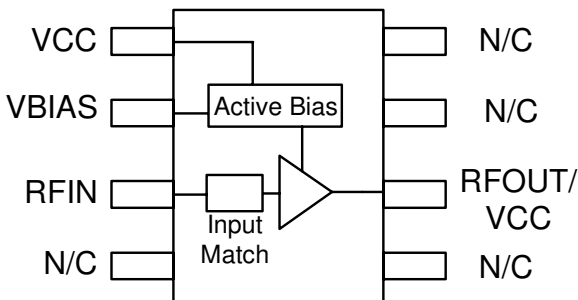 VCC
N/C
Active Bias
VBIAS
N/C
RFIN
RFOUT/
VCC
Input
Match
N/C
N/C